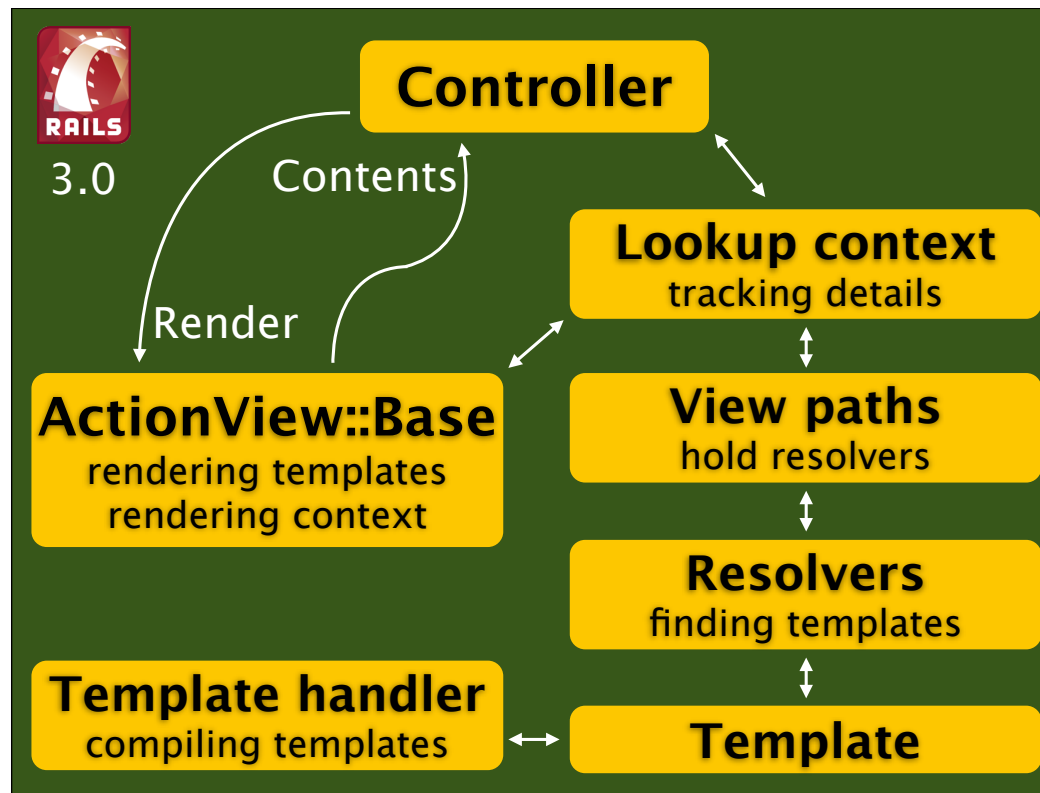 RAILS
3.0
Controller
Contents
Render
Lookup context
tracking details
ActionView::Base
rendering templates
rendering context
View paths
hold resolvers
Resolvers
finding templates
Template handler
compiling templates
Template